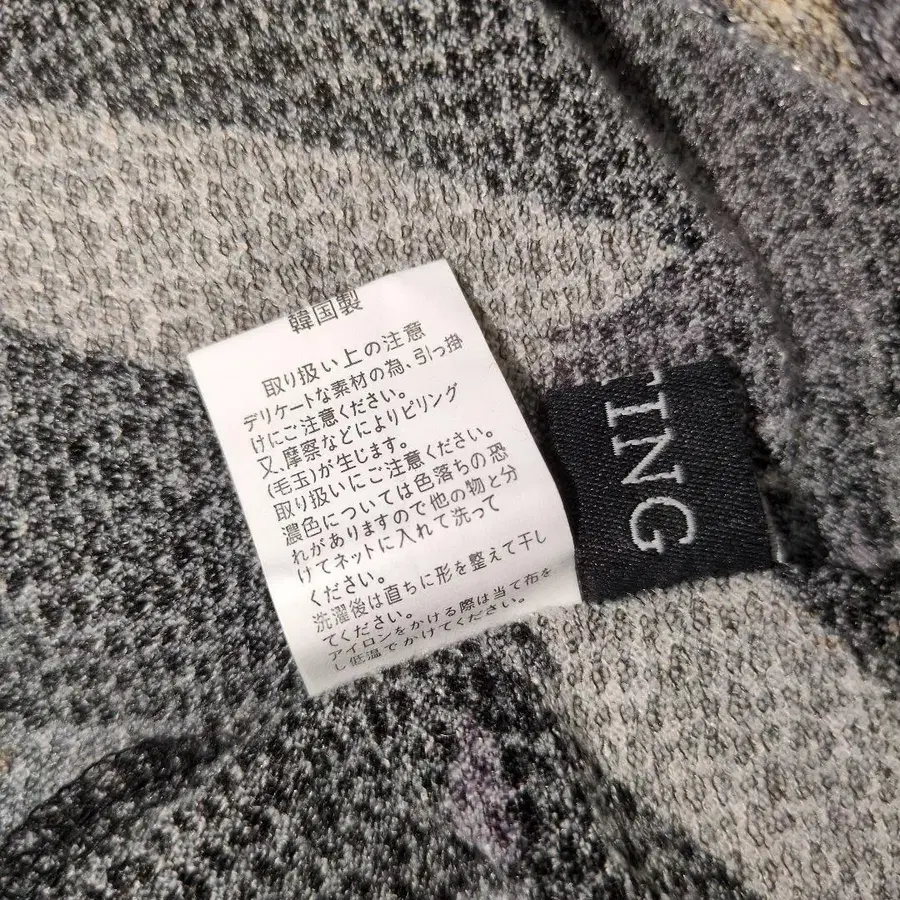 韓国製
取り扱い上の注意
デリケートな素材の為、引っ掛
けにご注意ください。
又、摩察などによりピリング
(毛玉)が生じます。
取り扱いにご注意ください。
濃色については色落ちの恐
れがありますので他の物と分
けてネットに入れて洗って
ください。
洗濯後は直ちに形を整えて干し
てください。
アイロンをかける際は当て布を
し低温でかけてください。
TING